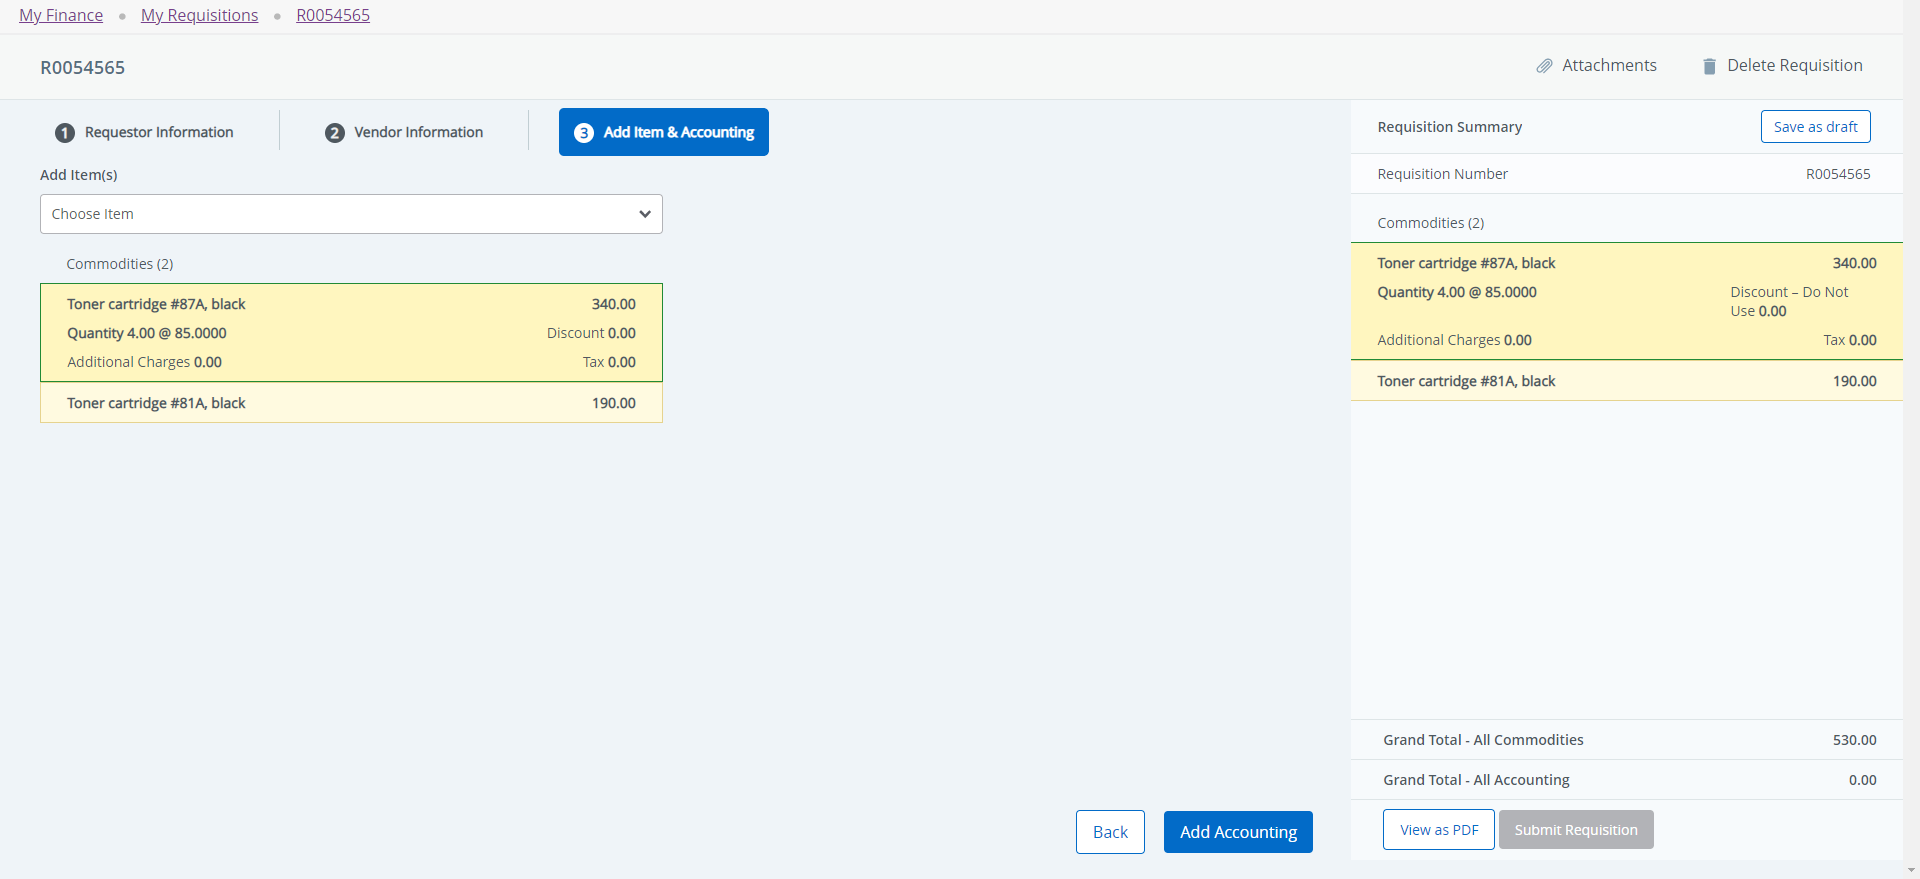 My Finance • My Requisitions • R0054565
R0054565
Attachments
Delete Requisition
1 Requestor Information
2 Vendor Information
3 Add Item & Accounting
Add Item(s)
Choose Item
Commodities (2)
Toner cartridge #87A, black 340.00
Quantity 4.00 @ 85.0000 Discount 0.00
Additional Charges 0.00 Tax 0.00
Toner cartridge #81A, black 190.00
Back
Add Accounting
Requisition Summary
Save as draft
Requisition Number R0054565
Commodities (2)
Toner cartridge #87A, black 340.00
Quantity 4.00 @ 85.0000 Discount – Do Not
Use 0.00
Additional Charges 0.00 Tax 0.00
Toner cartridge #81A, black 190.00
Grand Total - All Commodities 530.00
Grand Total - All Accounting 0.00
View as PDF
Submit Requisition